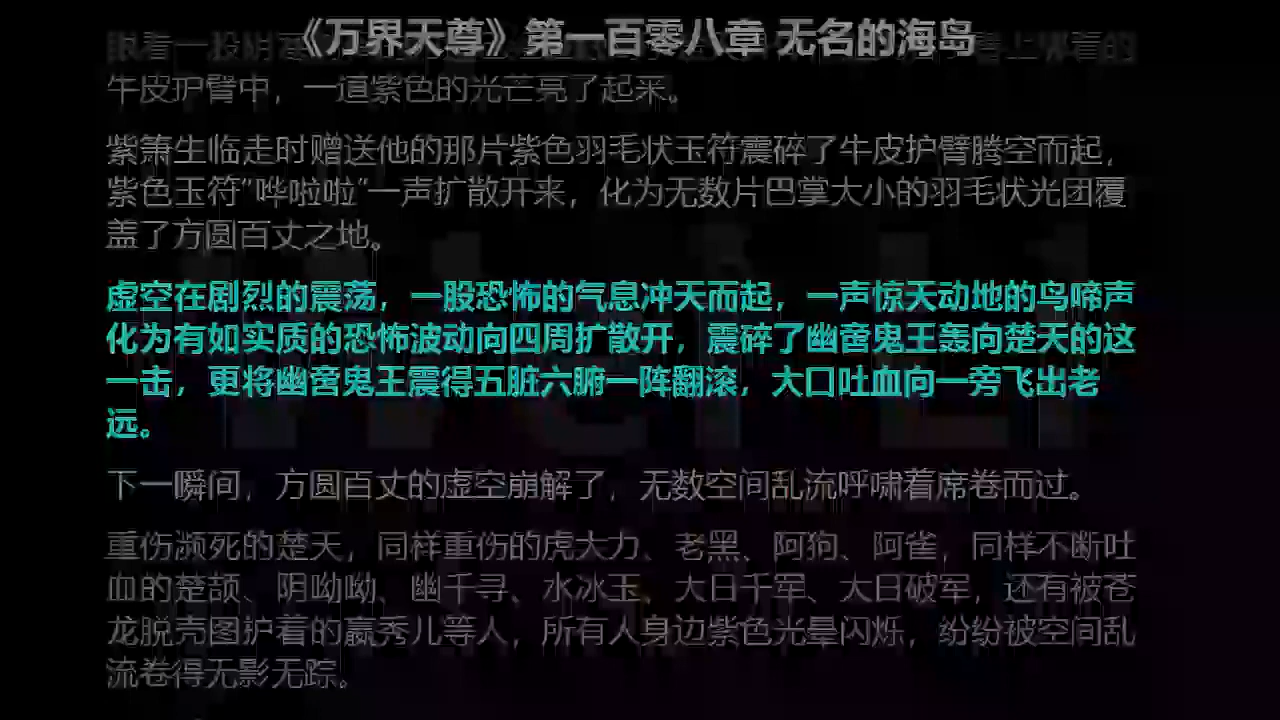 《万界天尊》第一百零八章 无名的海岛
眼看一股阴
上绑着的
牛皮护臂中，一道紫色的光芒亮了起来。
紫箫生临走时赠送他的那片紫色羽毛状玉符震碎了牛皮护臂腾空而起，
紫色玉符“哗啦啦”一声扩散开来，化为无数片巴掌大小的羽毛状光团覆
盖了方圆百丈之地。
虚空在剧烈的震荡，一股恐怖的气息冲天而起，一声惊天动地的鸟啼声
化为有如实质的恐怖波动向四周扩散开，震碎了幽啻鬼王轰向楚天的这
一击，更将幽啻鬼王震得五脏六腑一阵翻滚，大口吐血向一旁飞出老
远。
下一瞬间，方圆百丈的虚空崩解了，无数空间乱流呼啸着席卷而过。
重伤濒死的楚天，同样重伤的虎大力、老黑、阿狗、阿雀，同样不断吐
血的楚颉、阴呦呦、幽千寻、水冰玉、大日千军、大日破军，还有被苍
龙脱壳图护着的嬴秀儿等人，所有人身边紫色光晕闪烁，纷纷被空间乱
流卷得无影无踪。